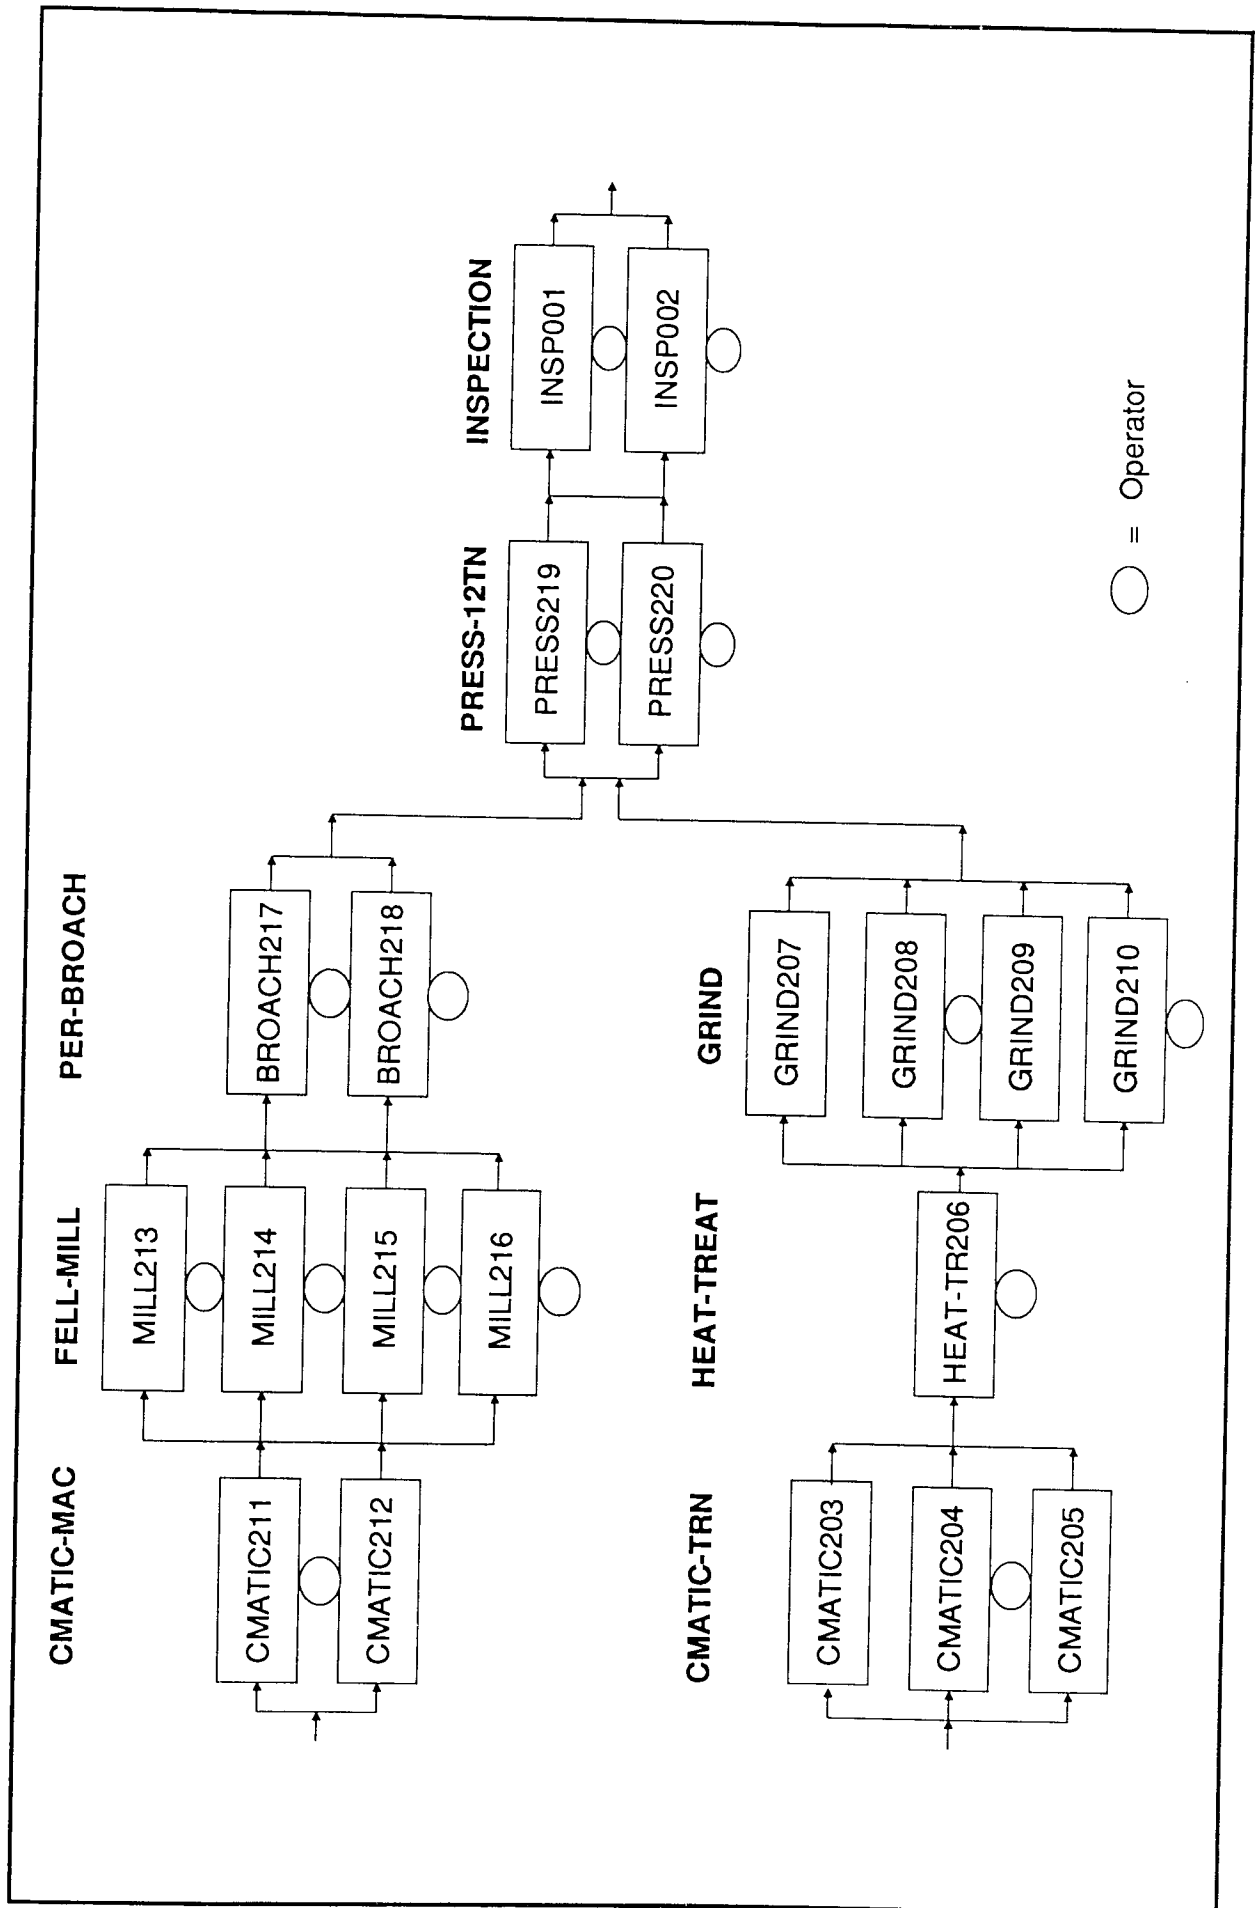 CMATIC-MAC
FELL-MILL
PER-BROACH
MILL213
CMATIC211
MILL214
BROACH217
CMATIC212
MILL215
BROACH218
MILL216
PRESS-12TN
INSPECTION
PRESS219
INSP001
PRESS220
INSP002
CMATIC-TRN
HEAT-TREAT
GRIND
CMATIC203
GRIND207
CMATIC204
HEAT-TR206
GRIND208
CMATIC205
GRIND209
GRIND210
= Operator